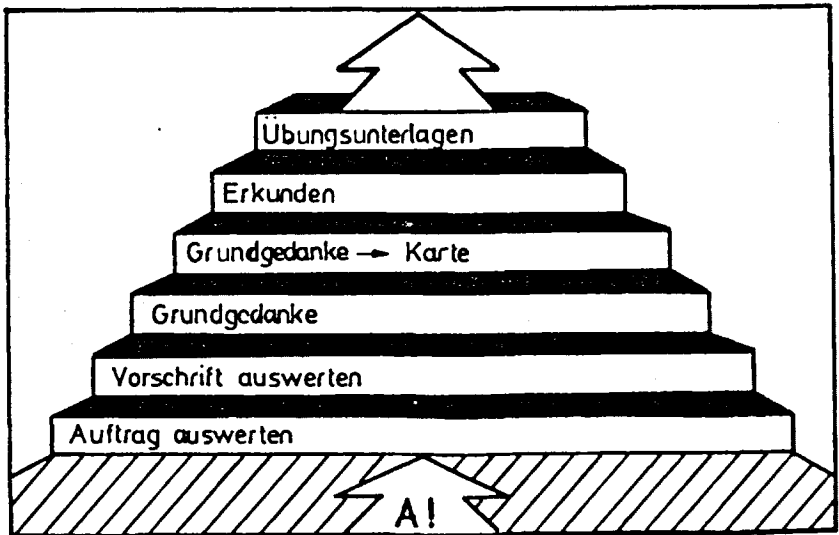 Übungsunterlagen
Erkunden
Grundgedanke → Karte
Grundgedanke
Vorschrift auswerten
Auftrag auswerten
A!